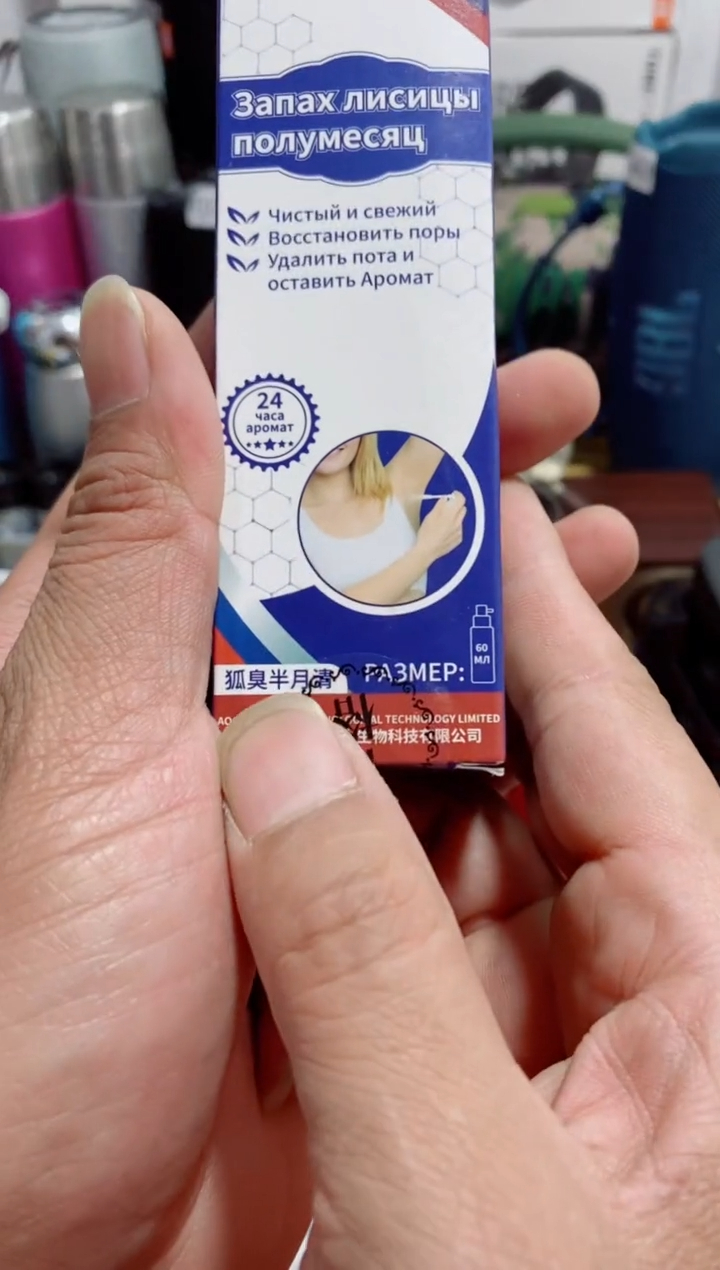 Запах лисицы
полумесяц
Чистый и свежий
Восстановить поры
Удалить пота и
оставить Аромат
24
часа
аромат
60
МЛ
狐臭半月清
РАЗМЕР:
TECHNOLOGY LIMITED
生物科技有限公司